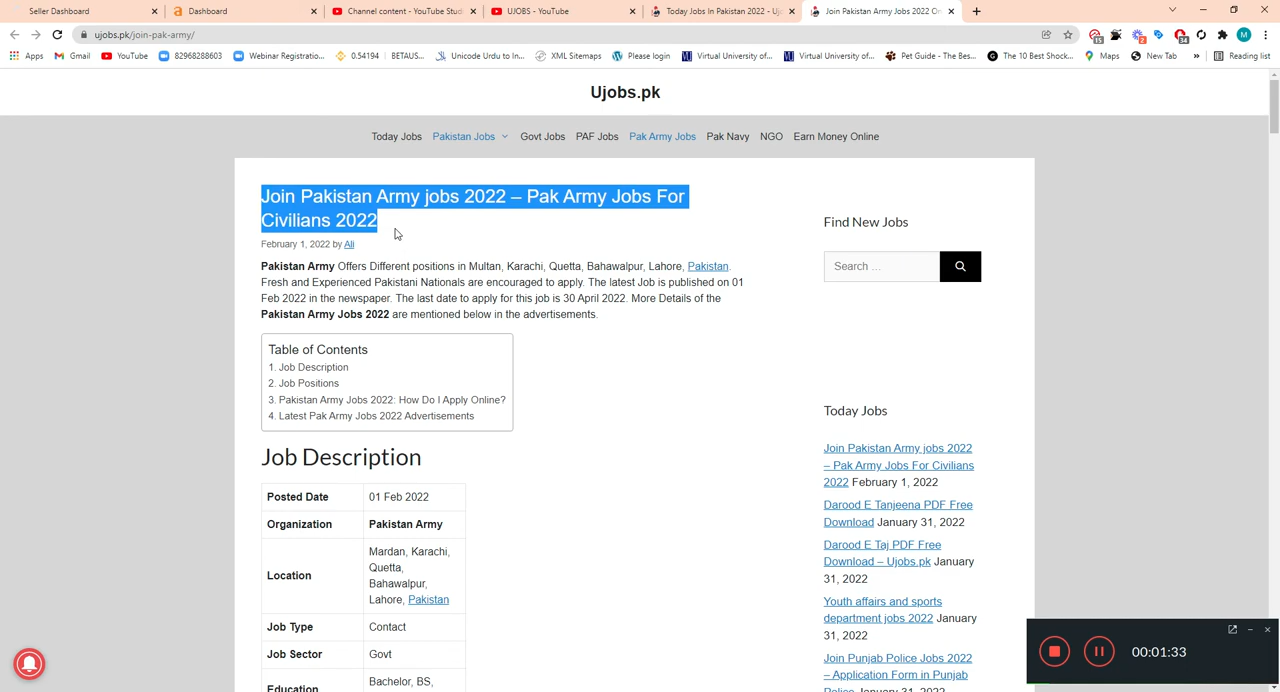 Seller Dashboard
Dashboard
Channel content - YouTube Stud
UJOBS - YouTube
Today Jobs In Pakistan 2022 - Uj
Join Pakistan Army Jobs 2022 On
ujobs.pk/join-pak-army/
Apps
Gmail
YouTube
82968288603
Webinar Registratio...
0.54194 | BETAUS...
Unicode Urdu to In...
XML Sitemaps
Please login
Virtual University of...
Virtual University of...
Pet Guide - The Bes...
The 10 Best Shock...
Maps
New Tab
»
Reading list
Ujobs.pk
Today Jobs
Pakistan Jobs
Govt Jobs
PAF Jobs
Pak Army Jobs
Pak Navy
NGO
Earn Money Online
Join Pakistan Army jobs 2022 – Pak Army Jobs For
Civilians 2022
February 1, 2022 by Ali
Pakistan Army Offers Different positions in Multan, Karachi, Quetta, Bahawalpur, Lahore, Pakistan.
Fresh and Experienced Pakistani Nationals are encouraged to apply. The latest Job is published on 01
Feb 2022 in the newspaper. The last date to apply for this job is 30 April 2022. More Details of the
Pakistan Army Jobs 2022 are mentioned below in the advertisements.
Table of Contents
1. Job Description
2. Job Positions
3. Pakistan Army Jobs 2022: How Do I Apply Online?
4. Latest Pak Army Jobs 2022 Advertisements
Job Description
Posted Date
01 Feb 2022
Organization
Pakistan Army
Location
Mardan, Karachi,
Quetta,
Bahawalpur,
Lahore, Pakistan
Job Type
Contact
Job Sector
Govt
Education
Bachelor, BS,
Find New Jobs
Search ...
Today Jobs
Join Pakistan Army jobs 2022
– Pak Army Jobs For Civilians
2022 February 1, 2022
Darood E Tanjeena PDF Free
Download January 31, 2022
Darood E Taj PDF Free
Download – Ujobs.pk January
31, 2022
Youth affairs and sports
department jobs 2022 January
31, 2022
Join Punjab Police Jobs 2022
– Application Form in Punjab
Police January 31, 2022
00:01:33